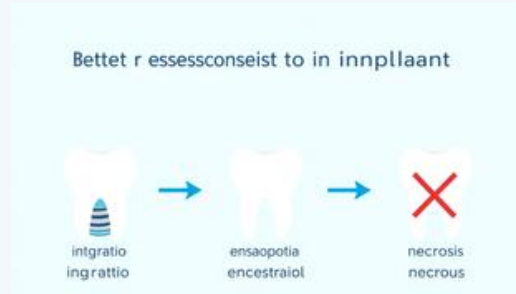 Bettet r essessconseist to in innpllaant
intgratio
ingrattio
ensaopotia
encestraiol
necrosis
necrous